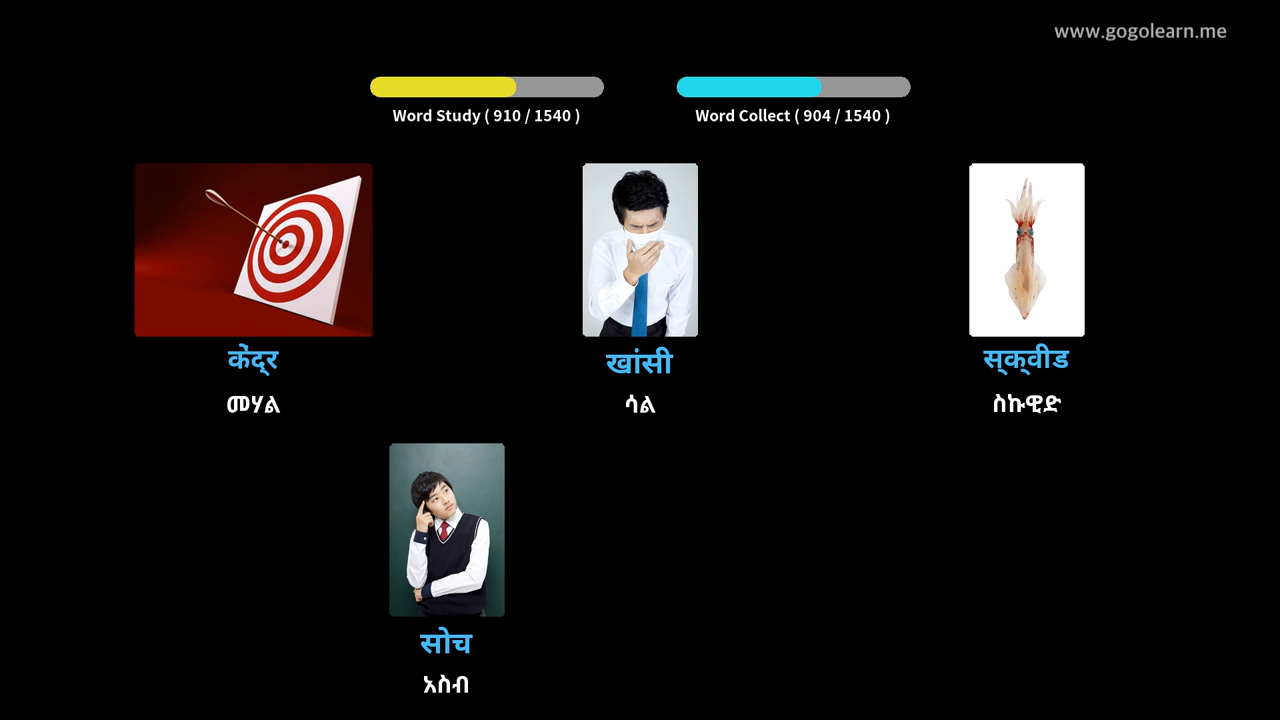 www.gogolearn.me
Word Study ( 910 / 1540 )
Word Collect ( 904 / 1540 )
केंद्र
खांसी
स्क्वीड
መሃል
ሳል
ስኩዊድ
सोच
አስብ